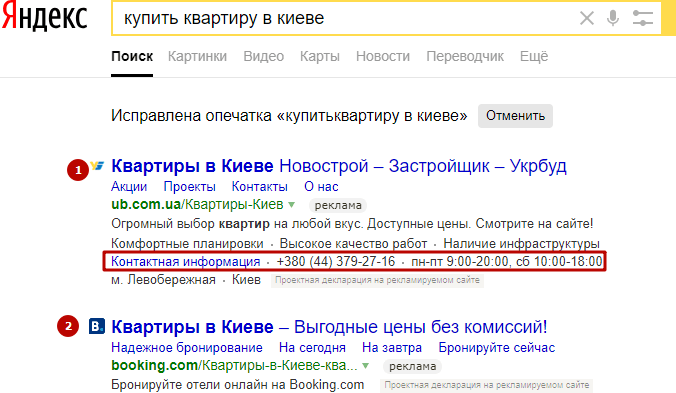 Яндекс
купить квартиру в киеве
Поиск Картинки Видео Карты Новости Переводчик Ещё
Исправлена опечатка «купитьквартиру в киеве» Отменить
1 Квартиры в Киеве Новострой – Застройщик – Укрбуд
Акции Проекты Контакты О нас
ub.com.ua/Квартиры-Киев реклама
Огромный выбор квартир на любой вкус. Доступные цены. Смотрите на сайте!
Комфортные планировки · Высокое качество работ · Наличие инфраструктуры
Контактная информация · +380 (44) 379-27-16 · пн-пт 9:00-20:00, сб 10:00-18:00
м. Левобережная · Киев Проектная декларация на рекламируемом сайте
2 B. Квартиры в Киеве – Выгодные цены без комиссий!
Надежное бронирование На сегодня На завтра Бронируйте сейчас
booking.com/Квартиры-в-Киеве-ква... реклама
Бронируйте отели онлайн на Booking.com Проектная декларация на рекламируемом сайте